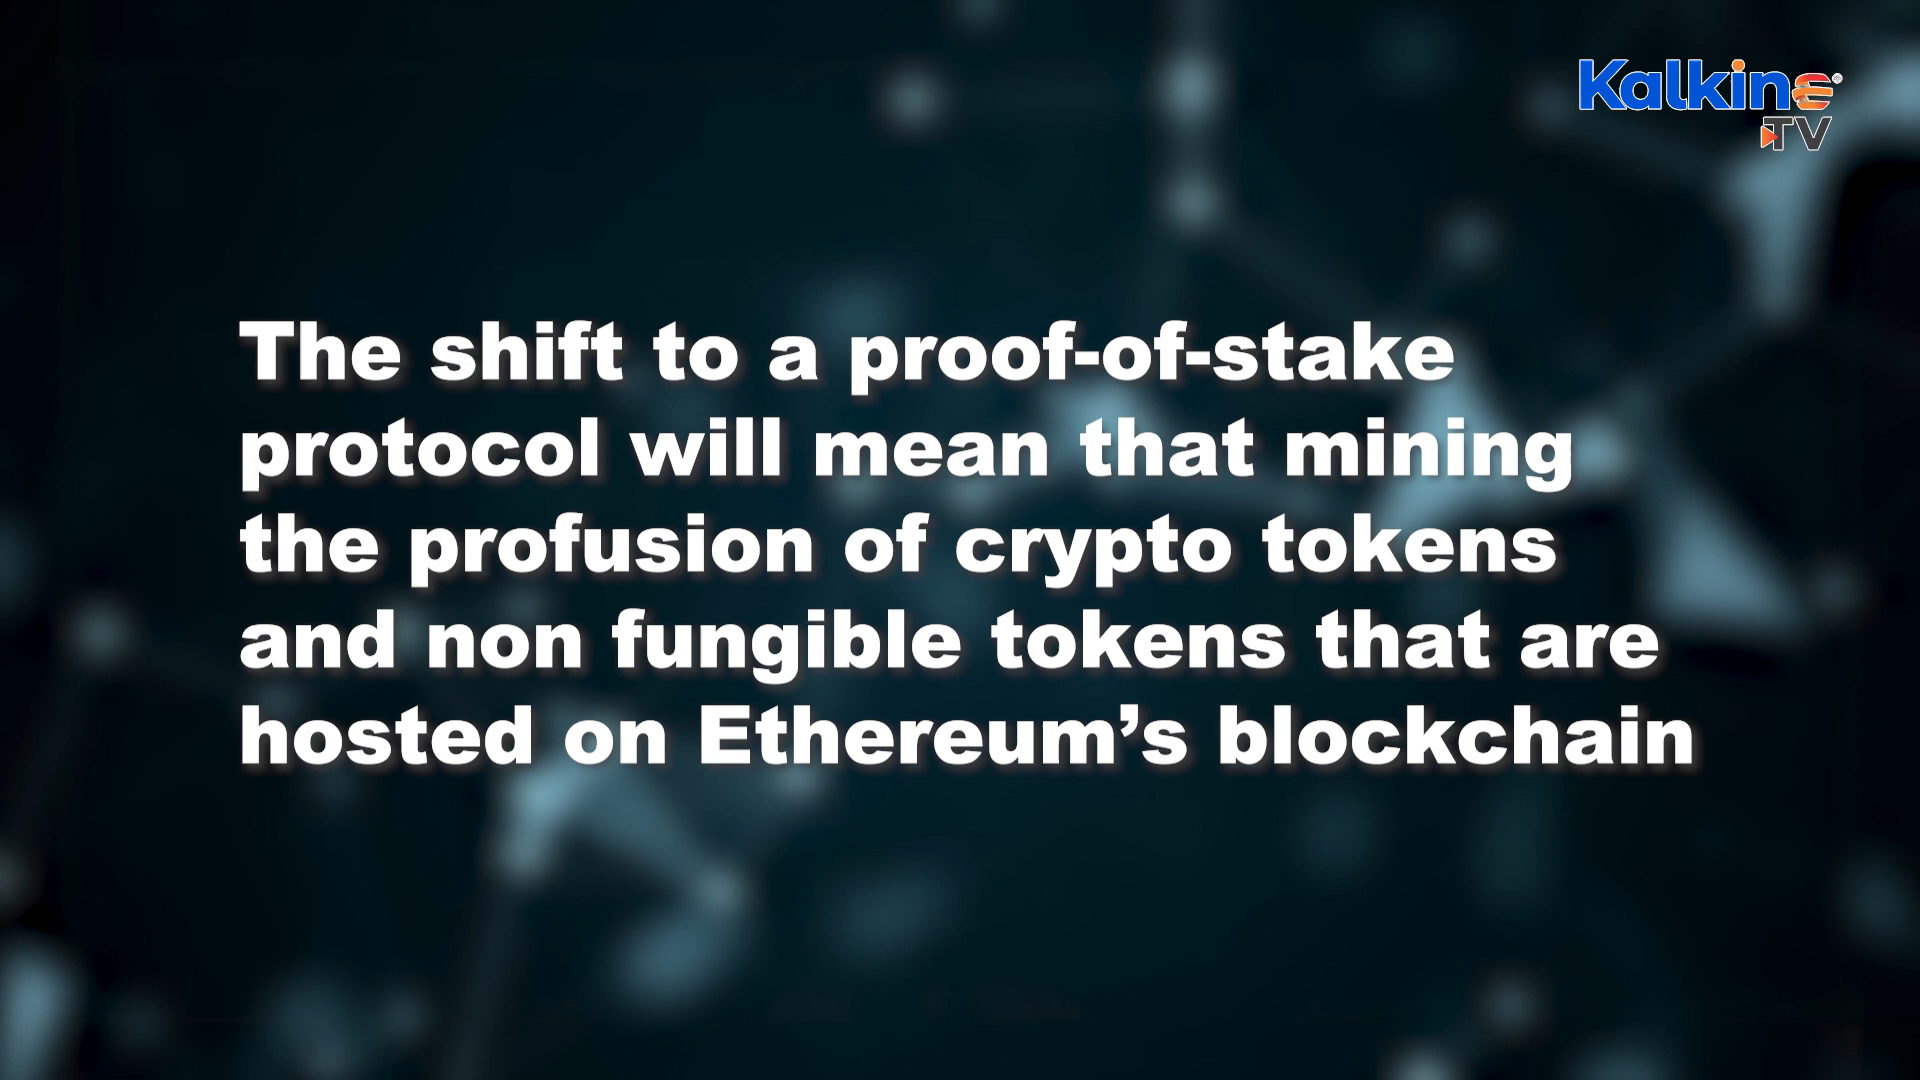 Kalkine
TV
The shift to a proof-of-stake
protocol will mean that mining
the profusion of crypto tokens
and non fungible tokens that are
hosted on Ethereum’s blockchain